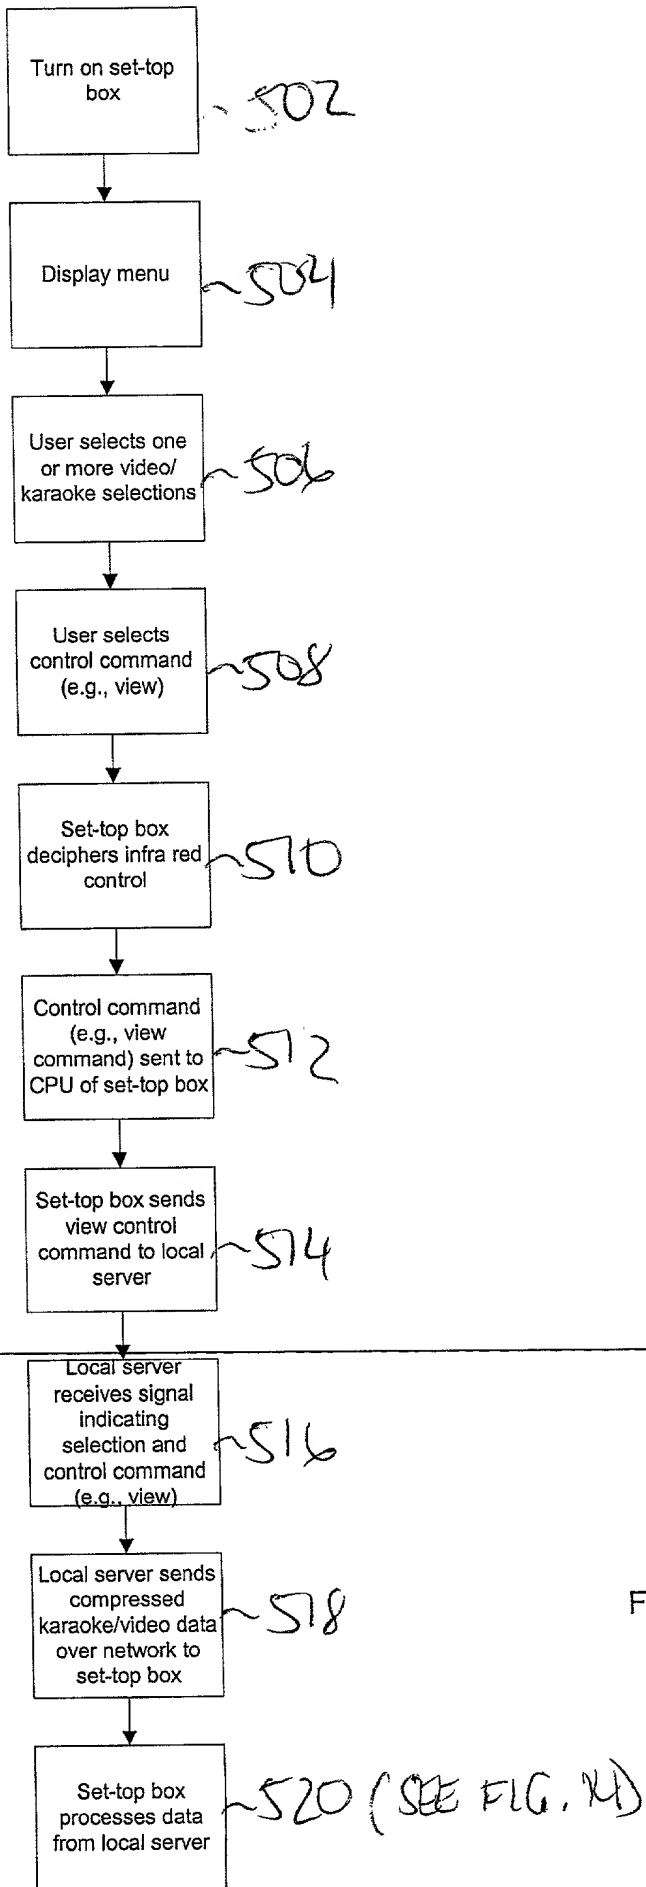 Turn on set-top
box
502
Display menu
504
User selects one
or more video/
karaoke selections
506
User selects
control command
(e.g., view)
508
Set-top box
deciphers infra red
control
510
Control command
(e.g., view
command) sent to
CPU of set-top box
512
Set-top box sends
view control
command to local
server
514
Local server
receives signal
indicating
selection and
control command
(e.g., view)
516
Local server sends
compressed
karaoke/video data
over network to
set-top box
518
F
Set-top box
processes data
from local server
520 (SEE FIG.